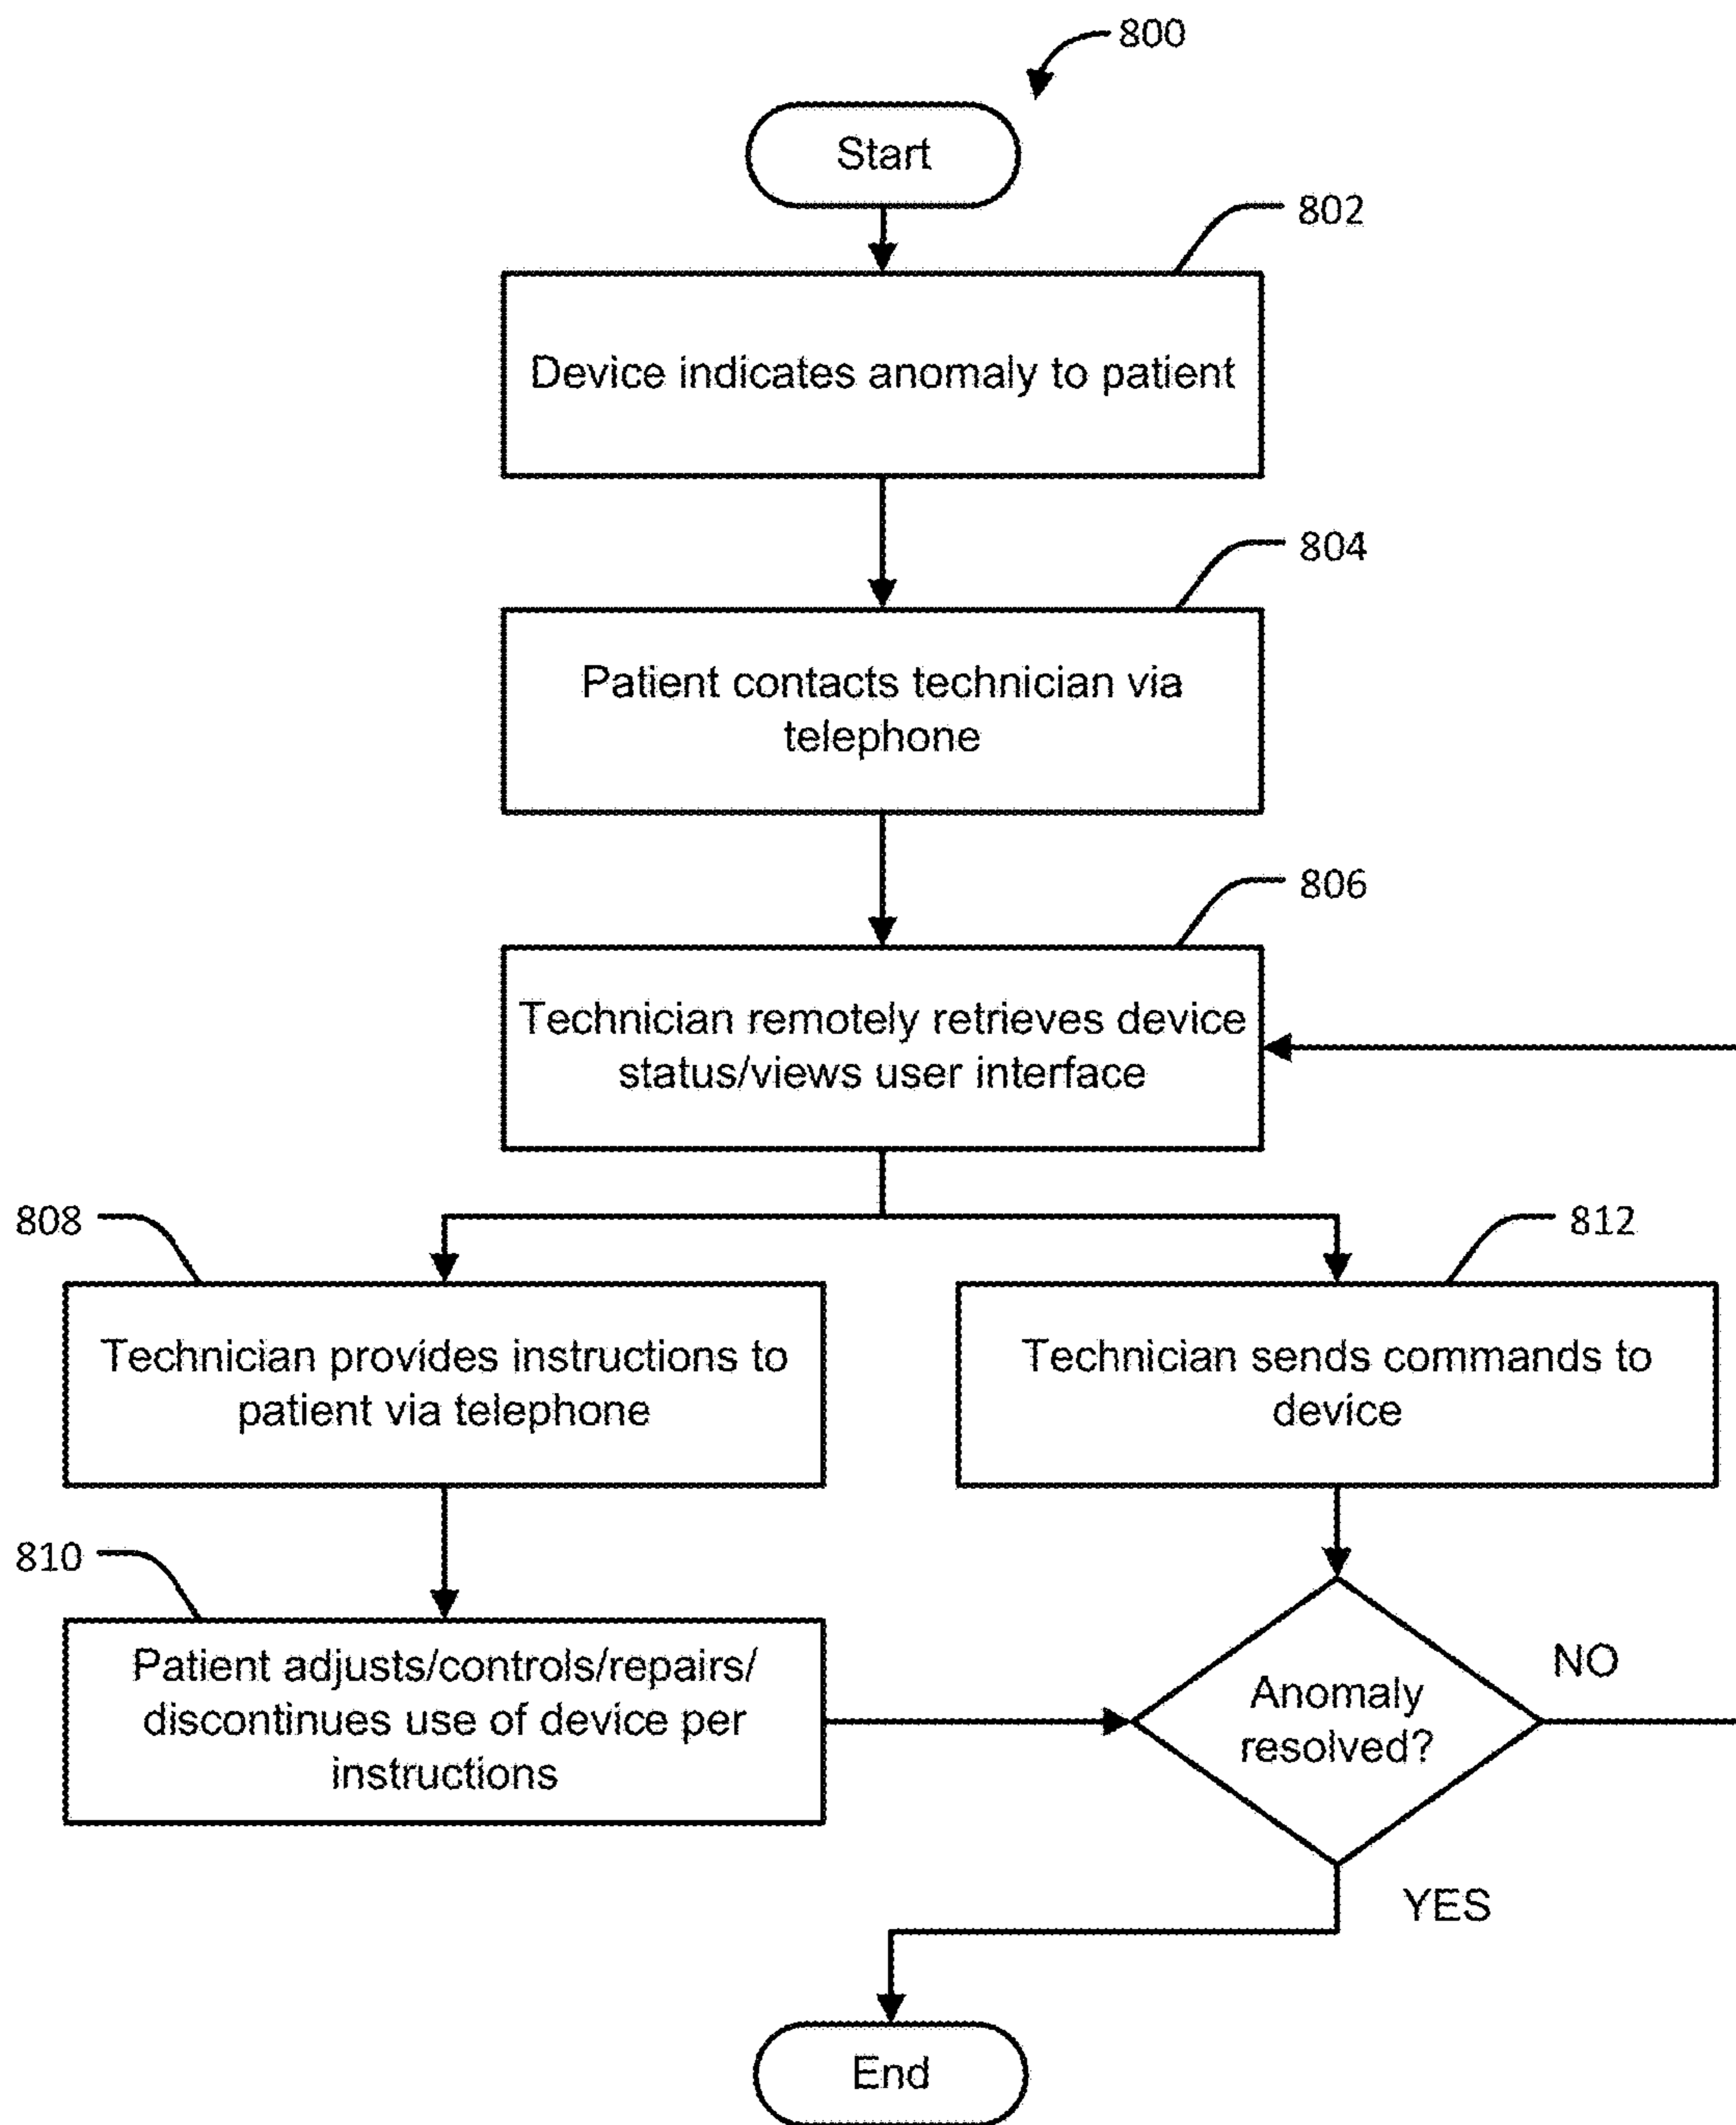 800
Start
802
Device indicates anomaly to patient
804
Patient contacts technician via
telephone
806
Technician remotely retrieves device
status/views user interface
808
812
Technician provides instructions to
patient via telephone
Technician sends commands to
device
810
Patient adjusts/controls/repairs/
discontinues use of device per
instructions
Anomaly
resolved?
NO
YES
End